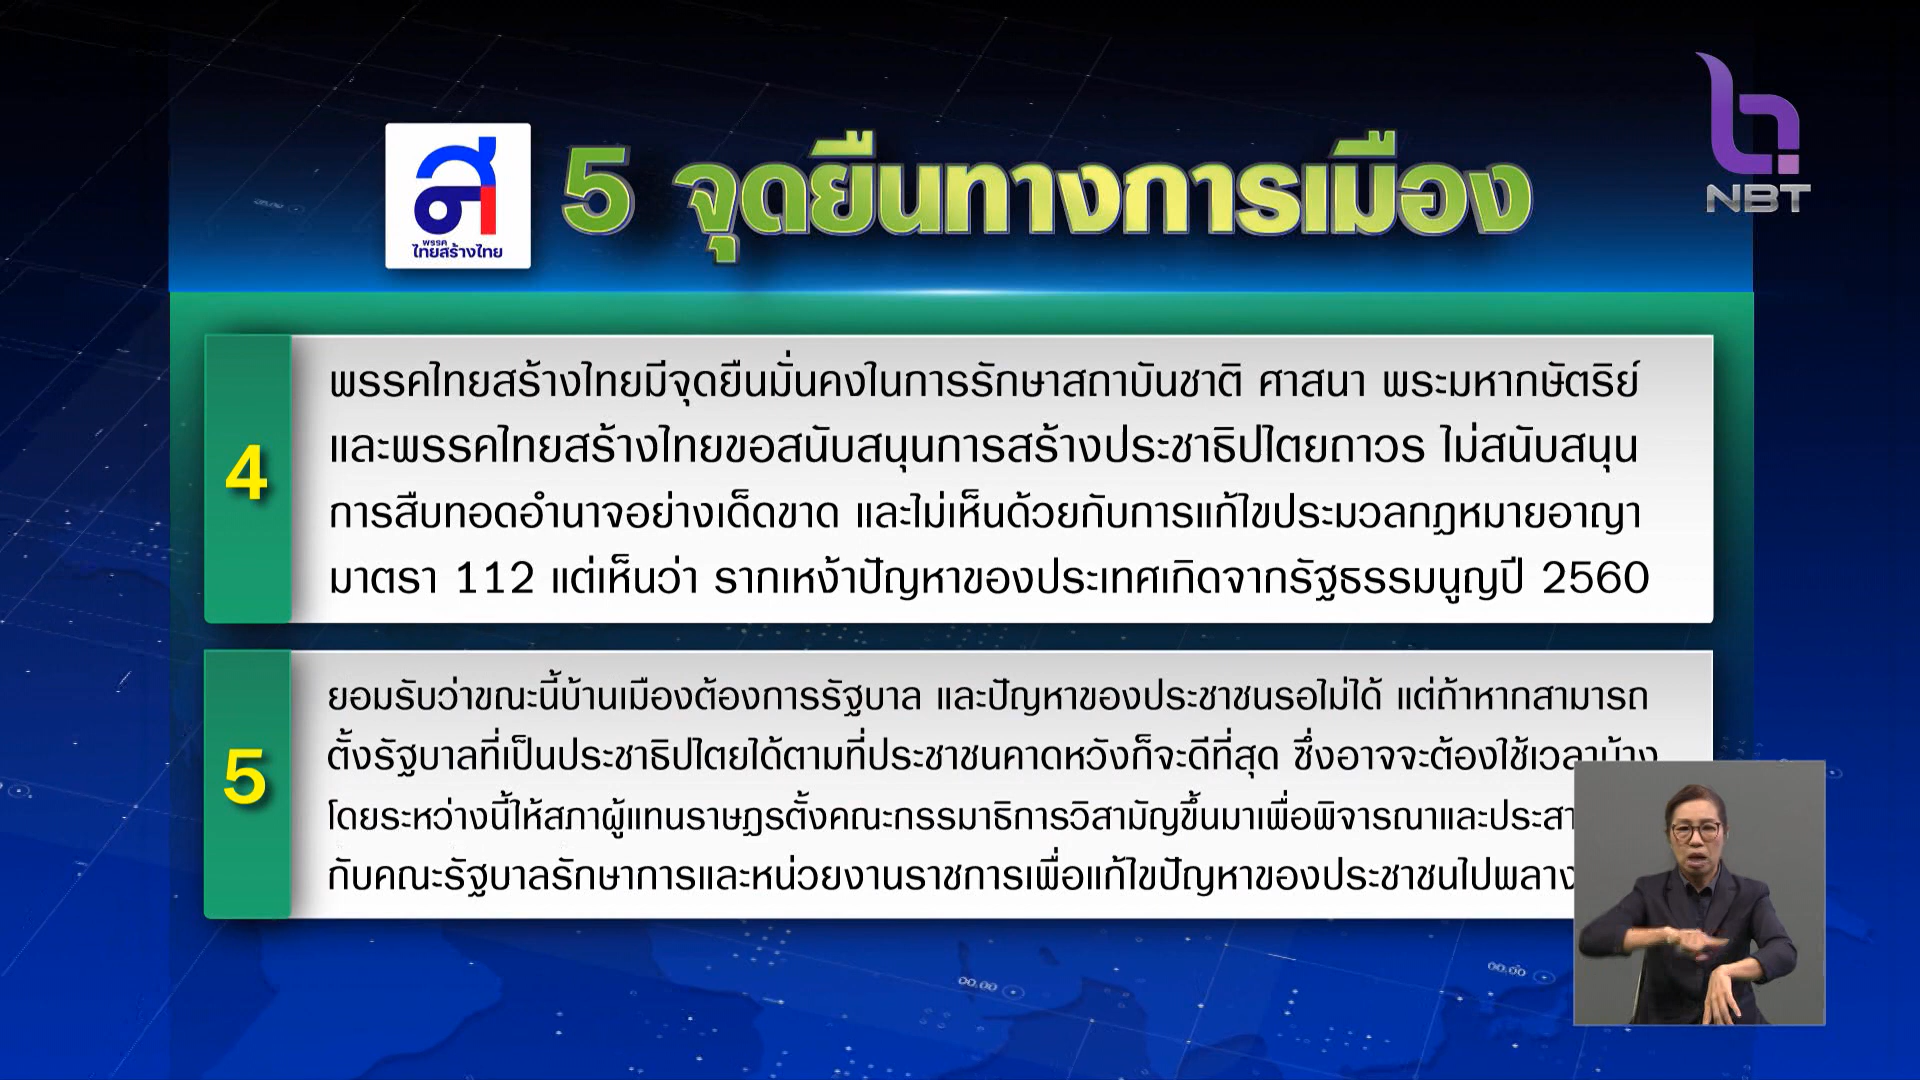 พรรค
ไทยสร้างไทย
5 จุดยืนทางการเมือง
NBT
4
พรรคไทยสร้างไทยมีจุดยืนมั่นคงในการรักษาสถาบันชาติ ศาสนา พระมหากษัตริย์
และพรรคไทยสร้างไทยขอสนับสนุนการสร้างประชาธิปไตยถาวร ไม่สนับสนุน
การสืบทอดอำนาจอย่างเด็ดขาด และไม่เห็นด้วยกับการแก้ไขประมวลกฎหมายอาญา
มาตรา 112 แต่เห็นว่า รากเหง้าปัญหาของประเทศเกิดจากรัฐธรรมนูญปี 2560
5
ยอมรับว่าขณะนี้บ้านเมืองต้องการรัฐบาล และปัญหาของประชาชนรอไม่ได้ แต่ถ้าหากสามารถ
ตั้งรัฐบาลที่เป็นประชาธิปไตยได้ตามที่ประชาชนคาดหวังก็จะดีที่สุด ซึ่งอาจจะต้องใช้เวลาบ้าง
โดยระหว่างนี้ให้สภาผู้แทนราษฎรตั้งคณะกรรมาธิการวิสามัญขึ้นมาเพื่อพิจารณาและประสา
กับคณะรัฐบาลรักษาการและหน่วยงานราชการเพื่อแก้ไขปัญหาของประชาชนไปพลาง
00.00
00.00